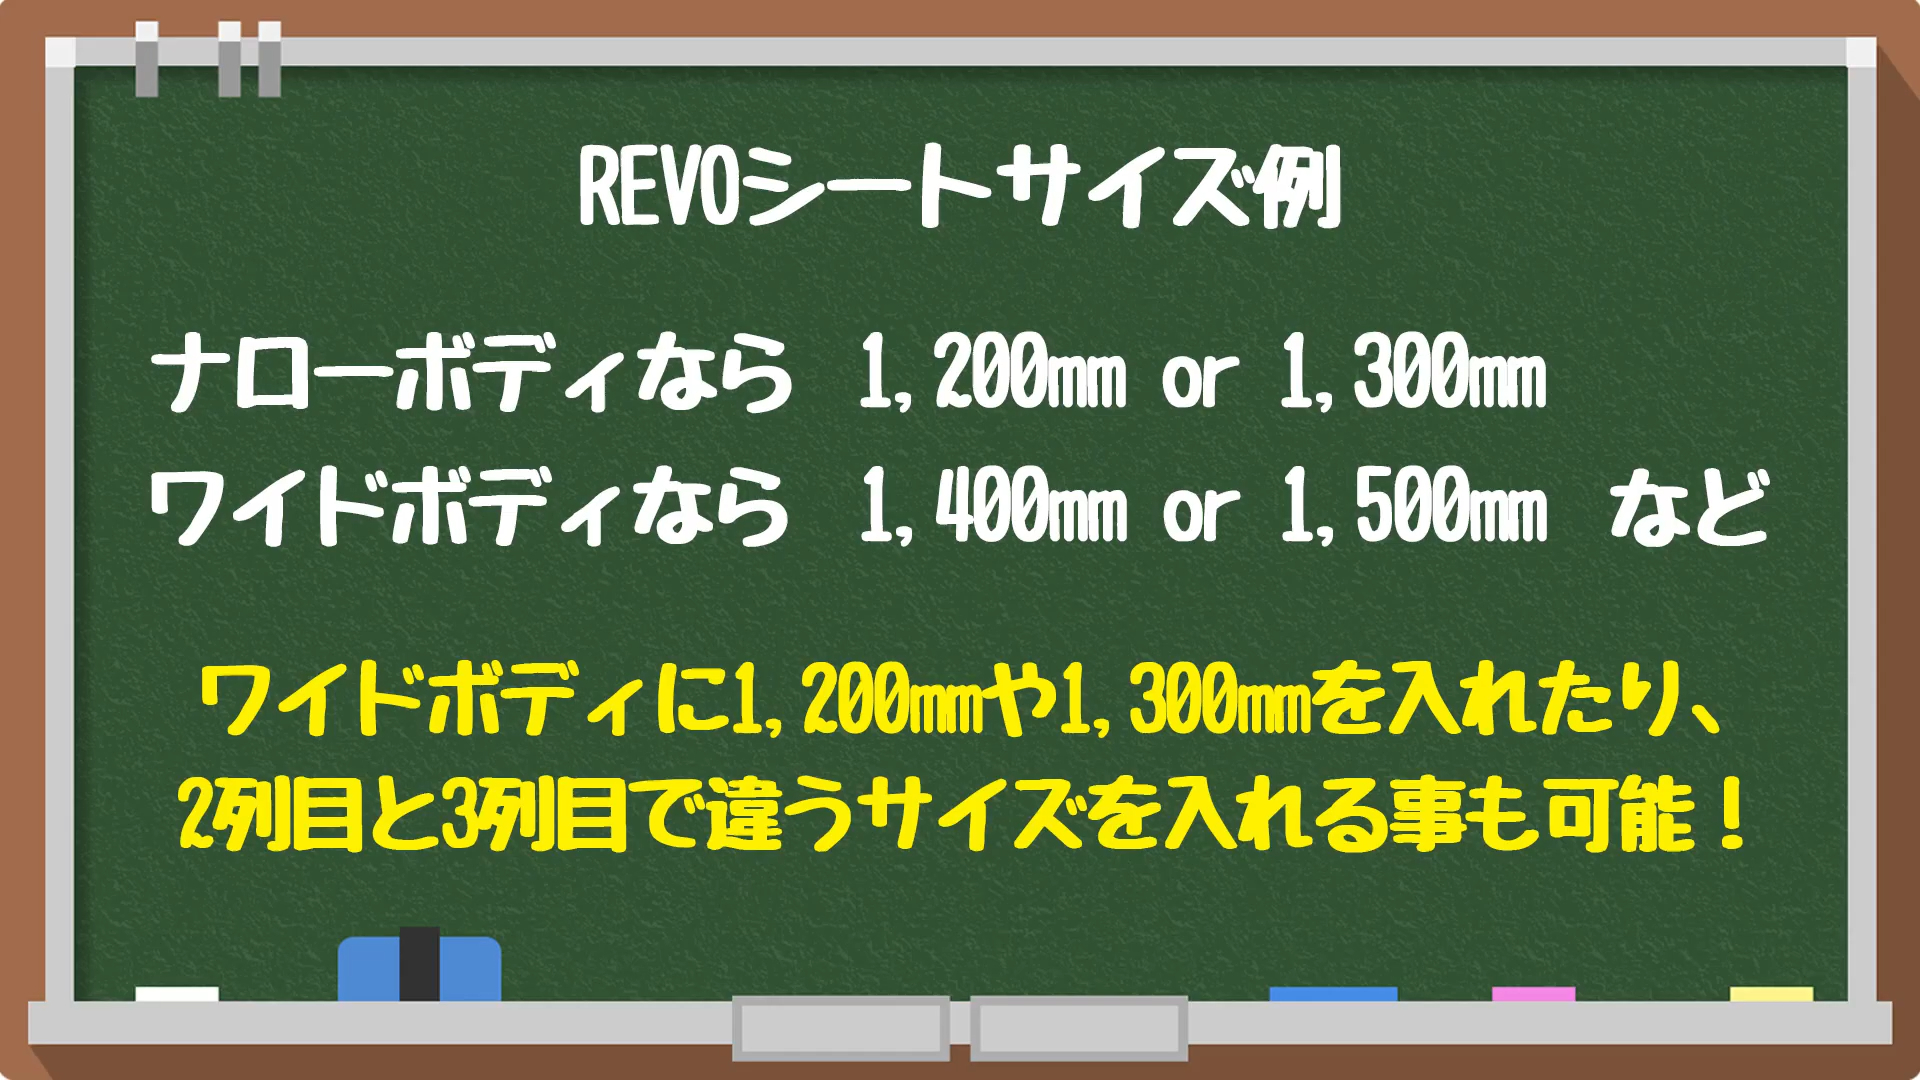 REVOシートサイズ例
ナローボディなら 1,200mm or 1,300mm
ワイドボディなら 1,400mm or 1,500mm など
ワイドボディに1,200mmや1,300mmを入れたり、
2列目と3列目で違うサイズを入れる事も可能！